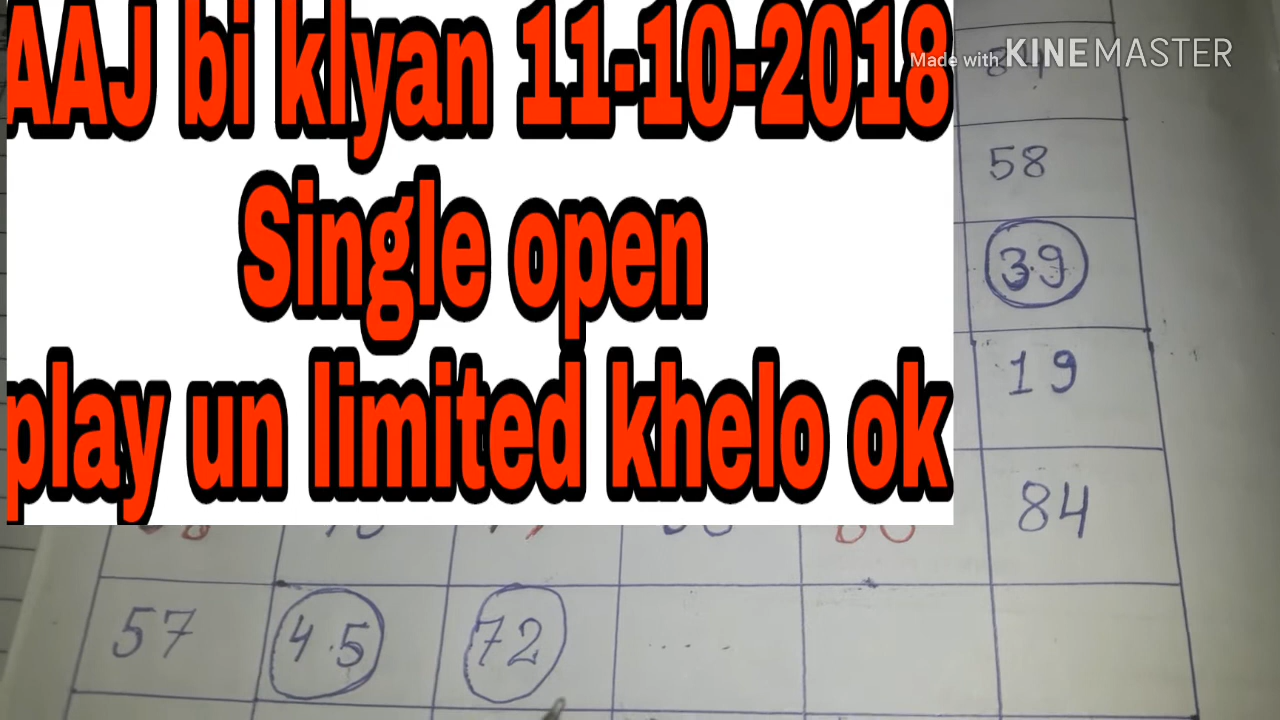 AAJ bi klyan 11-10-2018
Made with KINEMASTER
Single open
play un limited khelo ok
84
58
39
19
84
57 4.5 72